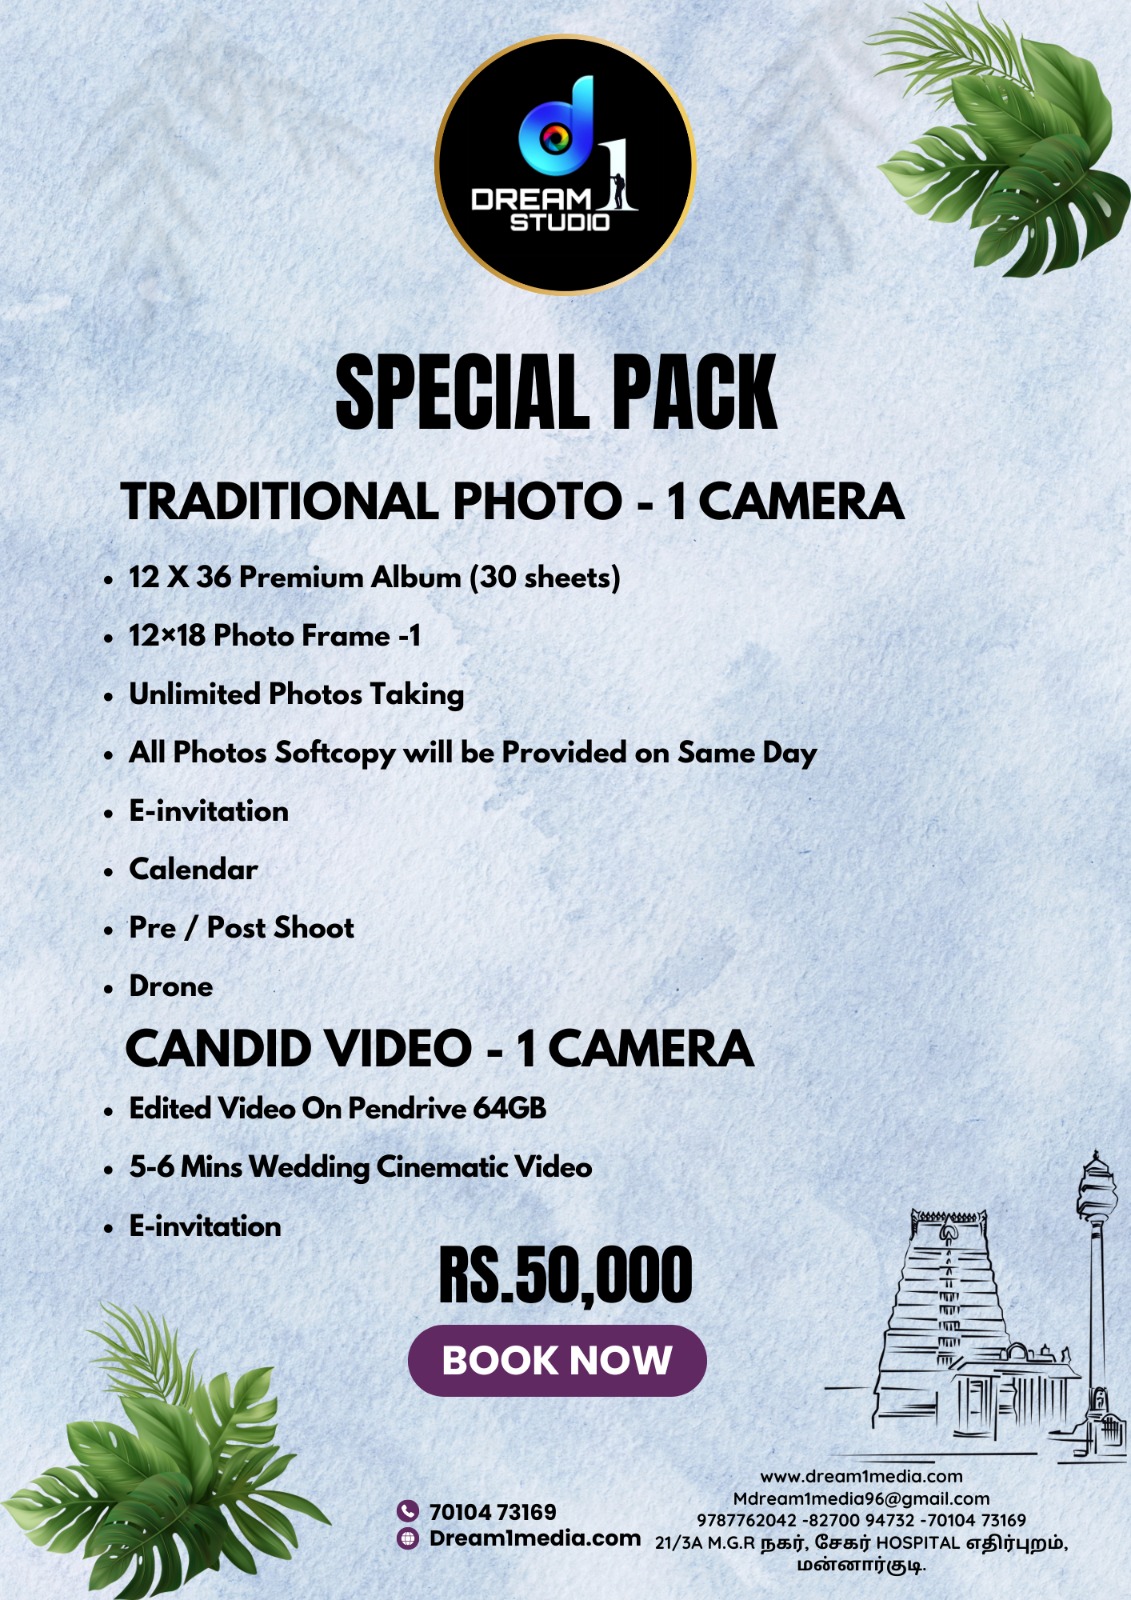 d1
DREAM
STUDIO
SPECIAL PACK
TRADITIONAL PHOTO - 1 CAMERA
• 12 X 36 Premium Album (30 sheets)
• 12×18 Photo Frame -1
• Unlimited Photos Taking
• All Photos Softcopy will be Provided on Same Day
• E-invitation
• Calendar
• Pre / Post Shoot
• Drone
CANDID VIDEO - 1 CAMERA
• Edited Video On Pendrive 64GB
• 5-6 Mins Wedding Cinematic Video
• E-invitation
RS.50,000
BOOK NOW
70104 73169
Dream1media.com
www.dream1media.com
Mdream1media96@gmail.com
9787762042 -82700 94732 -70104 73169
21/3A M.G.R நகர், சேகர் HOSPITAL எதிர்புறம்,
மன்னார்குடி.